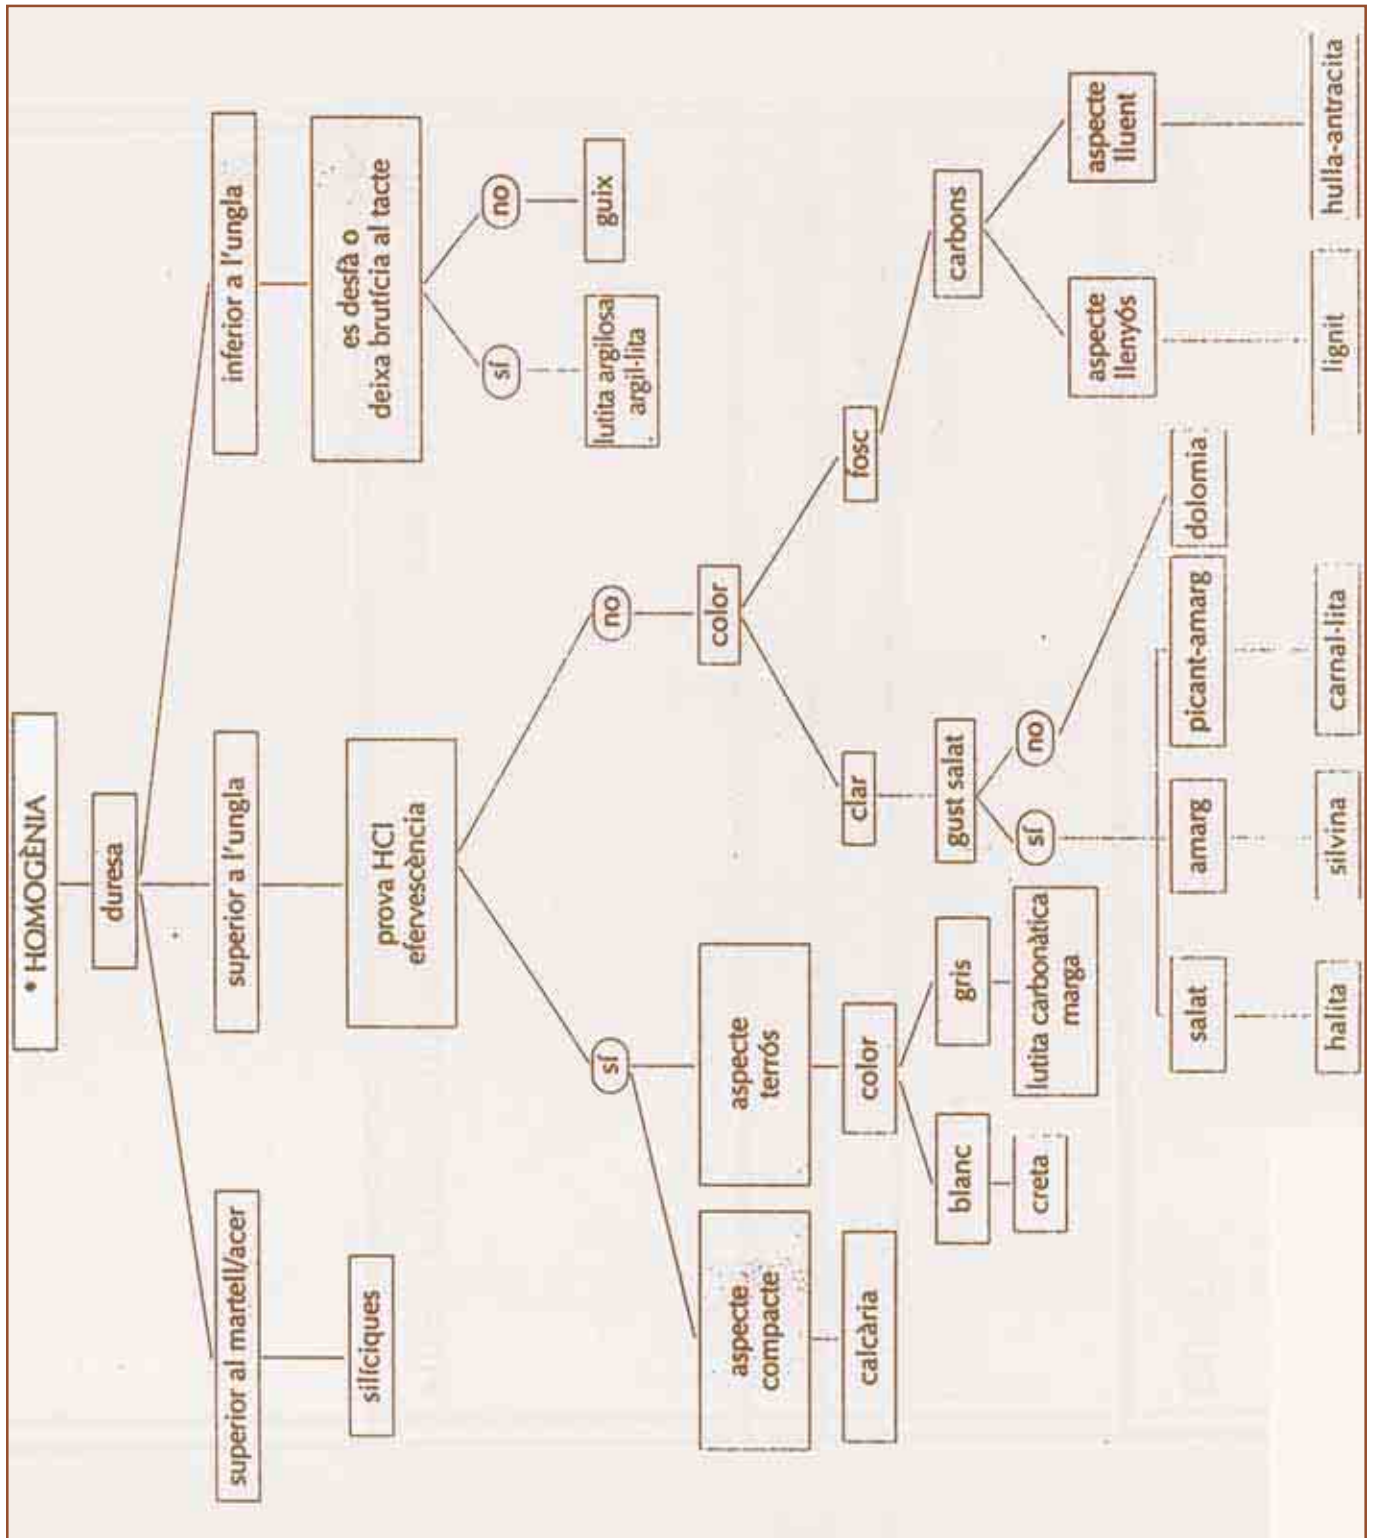 * HOMOGÈNIA
duresa
superior al martell/acer
superior a l'ungla
inferior a l'ungla
silíciques
prova HCl
efervescència
es desfà o
deixa brutícia al tacte
sí
no
lutita argilosa
argil·lita
guix
sí
no
aspecte
compacte
aspecte
terrós
color
calcària
color
clar
fosc
blanc
gris
gust salat
carbons
creta
lutita carbonàtica
marga
sí
no
aspecte
llenyós
aspecte
lluent
salat
amarg
picant-amarg
dolomia
halita
silvina
carnal·lita
lignit
hulla-antracita